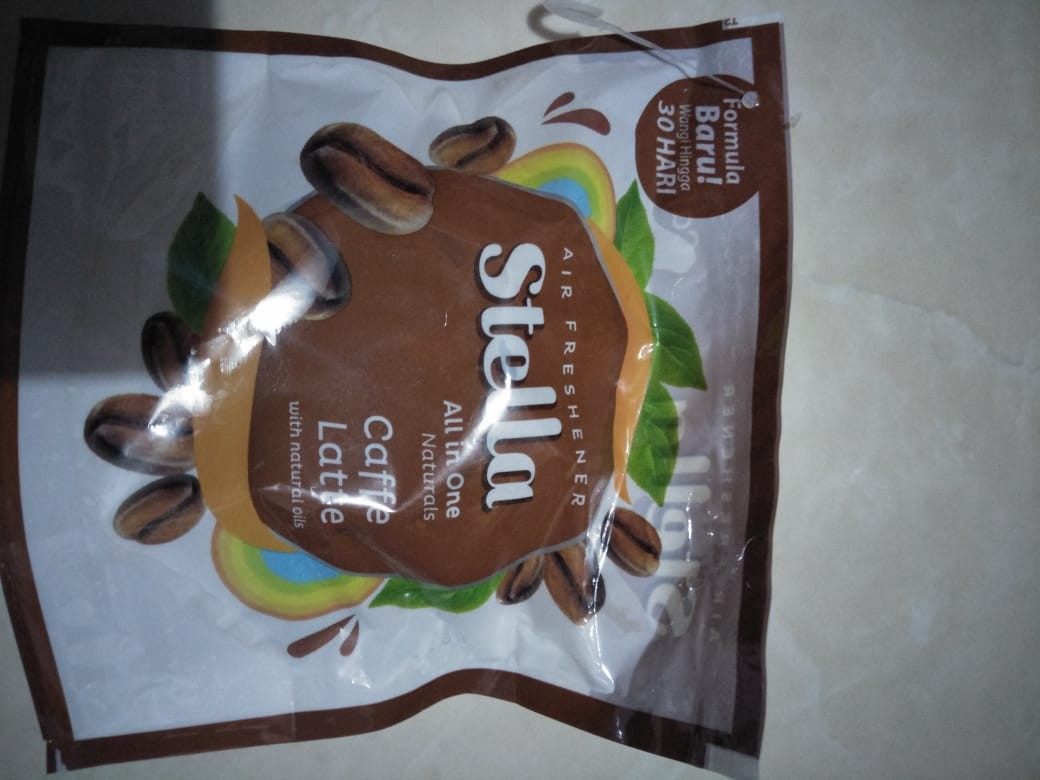 Formula
Baru!
Wangi Hingga
30 HARI
AIR FRESHENER
Stella
All in One
Naturals
Caffe
Latte
with natural oils